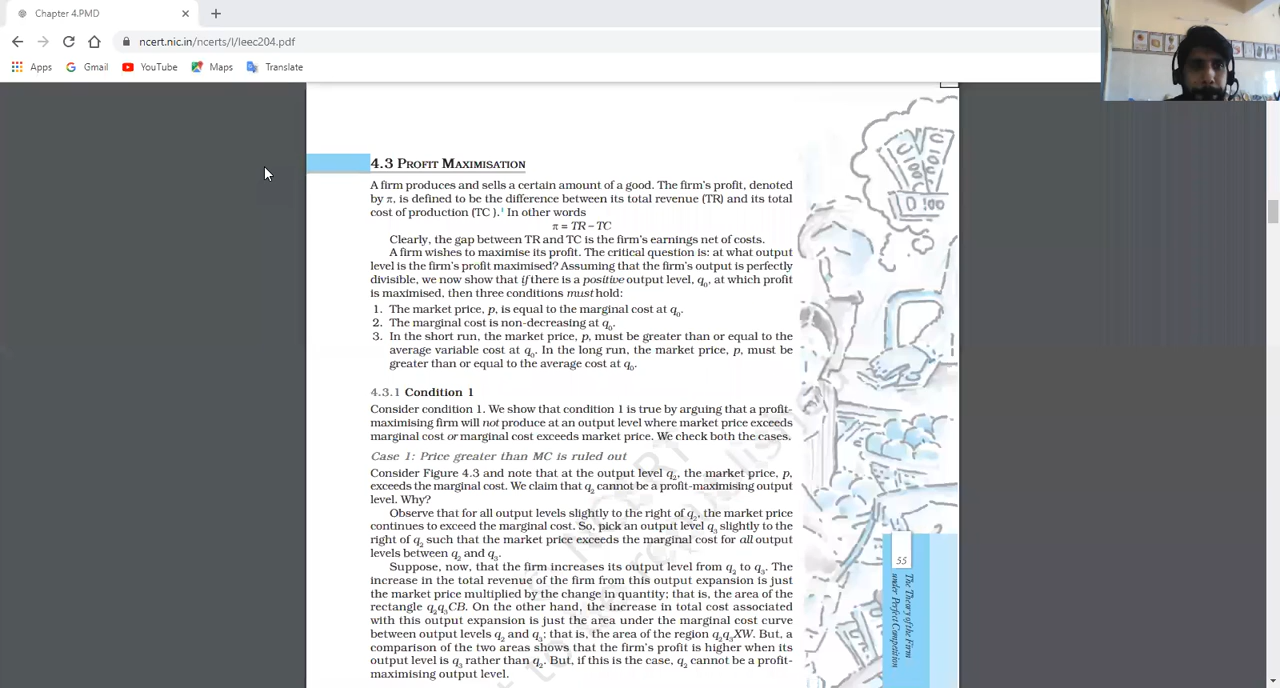 Chapter 4.PMD
ncert.nic.in/ncerts/l/leec204.pdf
Apps
Gmail
YouTube
Maps
Translate
4.3 PROFIT MAXIMISATION
A firm produces and sells a certain amount of a good. The firm's profit, denoted
by π, is defined to be the difference between its total revenue (TR) and its total
cost of production (TC ).¹ In other words
π = TR – TC
Clearly, the gap between TR and TC is the firm's earnings net of costs.
A firm wishes to maximise its profit. The critical question is: at what output
level is the firm's profit maximised? Assuming that the firm's output is perfectly
divisible, we now show that if there is a positive output level, q₀, at which profit
is maximised, then three conditions must hold:
1. The market price, p, is equal to the marginal cost at q₀.
2. The marginal cost is non-decreasing at q₀.
3. In the short run, the market price, p, must be greater than or equal to the
average variable cost at q₀. In the long run, the market price, p, must be
greater than or equal to the average cost at q₀.
4.3.1 Condition 1
Consider condition 1. We show that condition 1 is true by arguing that a profit-
maximising firm will not produce at an output level where market price exceeds
marginal cost or marginal cost exceeds market price. We check both the cases.
Case 1: Price greater than MC is ruled out
Consider Figure 4.3 and note that at the output level q₂, the market price, p,
exceeds the marginal cost. We claim that q₂ cannot be a profit-maximising output
level. Why?
Observe that for all output levels slightly to the right of q₂, the market price
continues to exceed the marginal cost. So, pick an output level q₃ slightly to the
right of q₂ such that the market price exceeds the marginal cost for all output
levels between q₂ and q₃.
Suppose, now, that the firm increases its output level from q₂ to q₃. The
increase in the total revenue of the firm from this output expansion is just
the market price multiplied by the change in quantity; that is, the area of the
rectangle q₂q₃CB. On the other hand, the increase in total cost associated
with this output expansion is just the area under the marginal cost curve
between output levels q₂ and q₃; that is, the area of the region q₂q₃XW. But, a
comparison of the two areas shows that the firm's profit is higher when its
output level is q₃ rather than q₂. But, if this is the case, q₂ cannot be a profit-
maximising output level.
55
The Theory of the Firm
under Perfect Competition